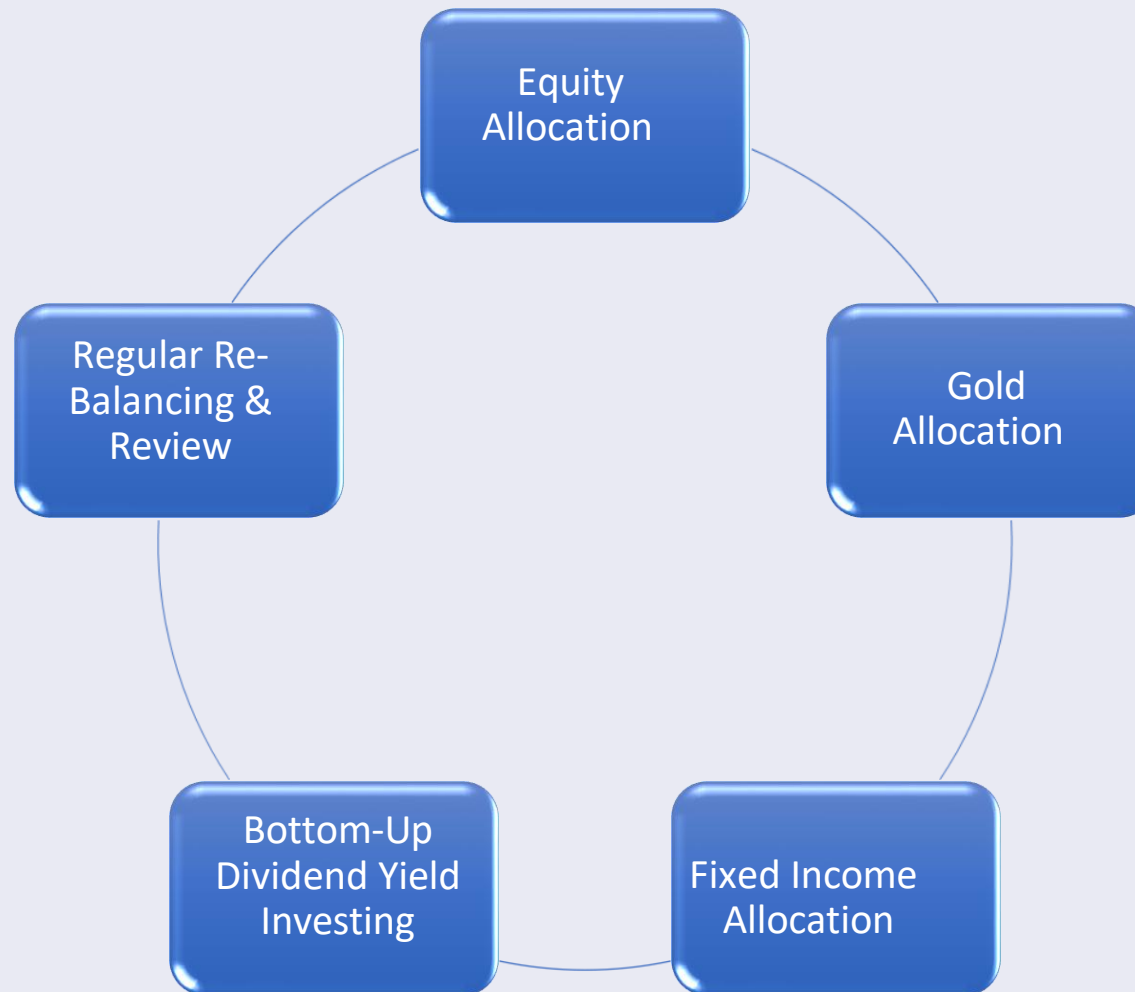 Equity
Allocation
Gold
Allocation
Fixed Income
Allocation
Bottom-Up
Dividend Yield
Investing
Regular Re-
Balancing &
Review